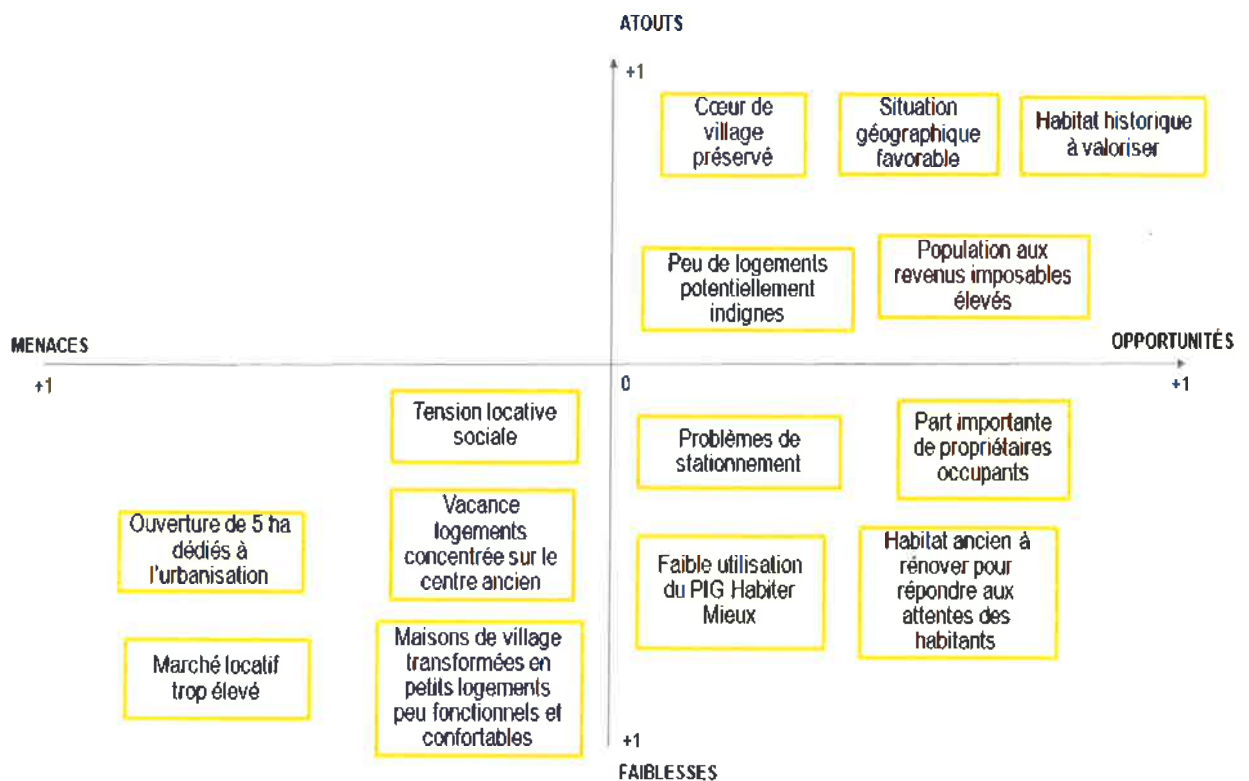 ATOUTS
+1
Cœur de
village
préservé
Situation
géographique
favorable
Habitat historique
à valoriser
Peu de logements
potentiellement
indignes
Population aux
revenus imposables
élevés
MENACES
OPPORTUNITÉS
+1
0
+1
Tension locative
sociale
Problèmes de
stationnement
Part importante
de propriétaires
occupants
Ouverture de 5 ha
dédiés à
l'urbanisation
Vacance
logements
concentrée sur le
centre ancien
Faible utilisation
du PIG Habiter
Mieux
Habitat ancien à
rénover pour
répondre aux
attentes des
habitants
Marché locatif
trop élevé
Maisons de village
transformées en
petits logements
peu fonctionnels et
confortables
+1
FAIBLESSES